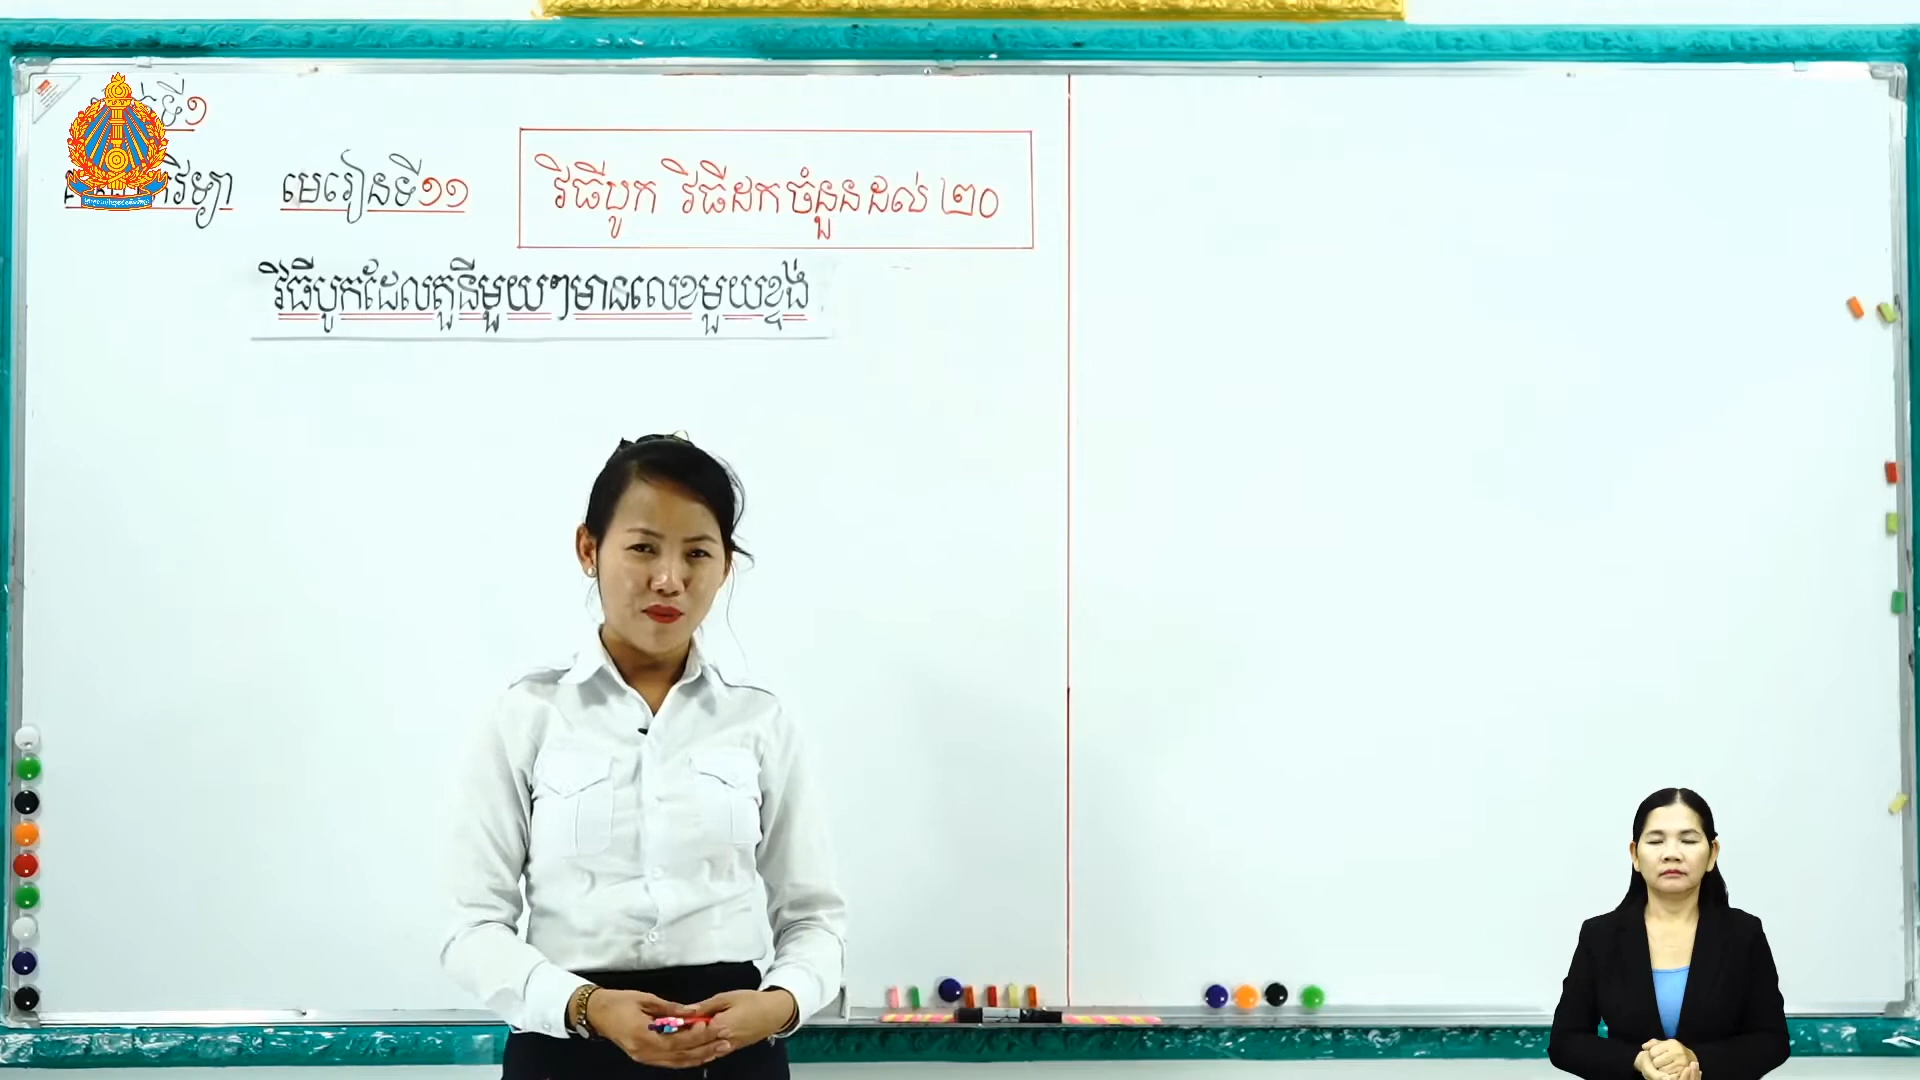 ទី១
មេរៀនទី១១
វិធីបូក វិធីដកចំនួនដល់ ២០
វិធីបូកដែលតួនីមួយៗមានលេខមួយខ្ទង់